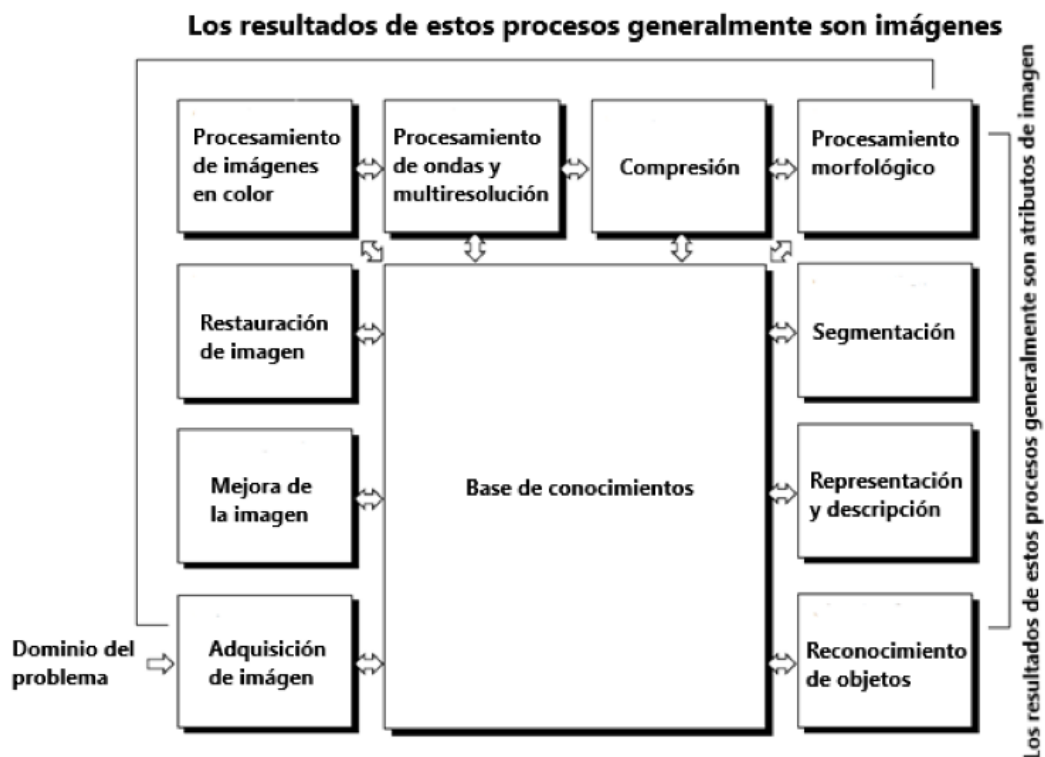 Los resultados de estos procesos generalmente son imágenes
Procesamiento
de imágenes
en color
Procesamiento
de ondas y
multiresolución
Compresión
Procesamiento
morfológico
Restauración
de imagen
Segmentación
Mejora de
la imagen
Base de conocimientos
Representación
y descripción
Dominio del
problema
Adquisición
de imágen
Reconocimiento
de objetos
Los resultados de estos procesos generalmente son atributos de imagen